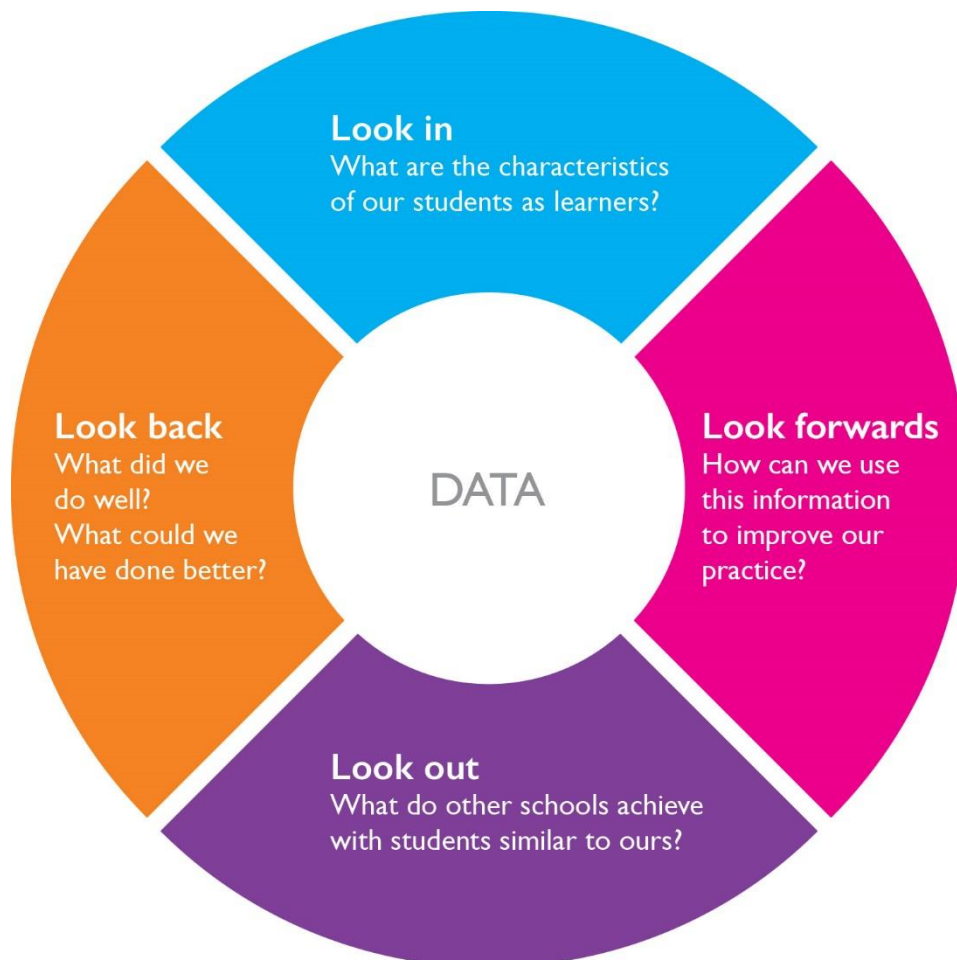 Look in
What are the characteristics
of our students as learners?
Look back
What did we
do well?
What could we
have done better?
DATA
Look forwards
How can we use
this information
to improve our
practice?
Look out
What do other schools achieve
with students similar to ours?